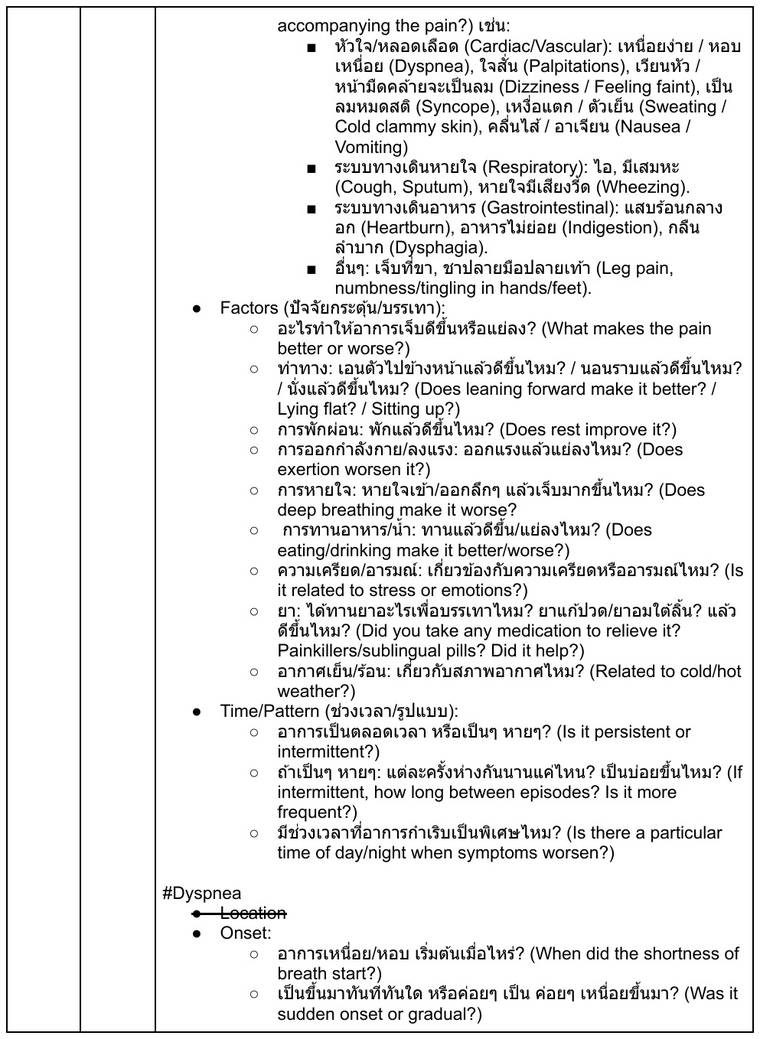 accompanying the pain?) เช่น:
■ หัวใจ/หลอดเลือด (Cardiac/Vascular): เหนื่อยง่าย / หอบ
เหนื่อย (Dyspnea), ใจสั่น (Palpitations), เวียนหัว /
หน้ามืดคล้ายจะเป็นลม (Dizziness / Feeling faint), เป็น
ลมหมดสติ (Syncope), เหงื่อแตก / ตัวเย็น (Sweating /
Cold clammy skin), คลื่นไส้ / อาเจียน (Nausea /
Vomiting)
■ ระบบทางเดินหายใจ (Respiratory): ไอ, มีเสมหะ
(Cough, Sputum), หายใจมีเสียงวี้ด (Wheezing).
■ ระบบทางเดินอาหาร (Gastrointestinal): แสบร้อนกลาง
อก (Heartburn), อาหารไม่ย่อย (Indigestion), กลืน
ลำบาก (Dysphagia).
■ อื่นๆ: เจ็บที่ขา, ชาปลายมือปลายเท้า (Leg pain,
numbness/tingling in hands/feet).
● Factors (ปัจจัยกระตุ้น/บรรเทา):
○ อะไรทำให้อาการเจ็บดีขึ้นหรือแย่ลง? (What makes the pain
better or worse?)
○ ท่าทาง: เอนตัวไปข้างหน้าแล้วดีขึ้นไหม? / นอนราบแล้วดีขึ้นไหม?
/ นั่งแล้วดีขึ้นไหม? (Does leaning forward make it better? /
Lying flat? / Sitting up?)
○ การพักผ่อน: พักแล้วดีขึ้นไหม? (Does rest improve it?)
○ การออกกำลังกาย/ลงแรง: ออกแรงแล้วแย่ลงไหม? (Does
exertion worsen it?)
○ การหายใจ: หายใจเข้า/ออกลึกๆ แล้วเจ็บมากขึ้นไหม? (Does
deep breathing make it worse?
○ การทานอาหาร/น้ำ: ทานแล้วดีขึ้น/แย่ลงไหม? (Does
eating/drinking make it better/worse?)
○ ความเครียด/อารมณ์: เกี่ยวข้องกับความเครียดหรืออารมณ์ไหม? (Is
it related to stress or emotions?)
○ ยา: ได้ทานยาอะไรเพื่อบรรเทาไหม? ยาแก้ปวด/ยาอมใต้ลิ้น? แล้ว
ดีขึ้นไหม? (Did you take any medication to relieve it?
Painkillers/sublingual pills? Did it help?)
○ อากาศเย็น/ร้อน: เกี่ยวกับสภาพอากาศไหม? (Related to cold/hot
weather?)
● Time/Pattern (ช่วงเวลา/รูปแบบ):
○ อาการเป็นตลอดเวลา หรือเป็นๆ หายๆ? (Is it persistent or
intermittent?)
○ ถ้าเป็นๆ หายๆ: แต่ละครั้งห่างกันนานแค่ไหน? เป็นบ่อยขึ้นไหม? (If
intermittent, how long between episodes? Is it more
frequent?)
○ มีช่วงเวลาที่อาการกำเริบเป็นพิเศษไหม? (Is there a particular
time of day/night when symptoms worsen?)
#Dyspnea
● Location
● Onset:
○ อาการเหนื่อย/หอบ เริ่มต้นเมื่อไหร่? (When did the shortness of
breath start?)
○ เป็นขึ้นมาทันทีทันใด หรือค่อยๆ เป็น ค่อยๆ เหนื่อยขึ้นมา? (Was it
sudden onset or gradual?)